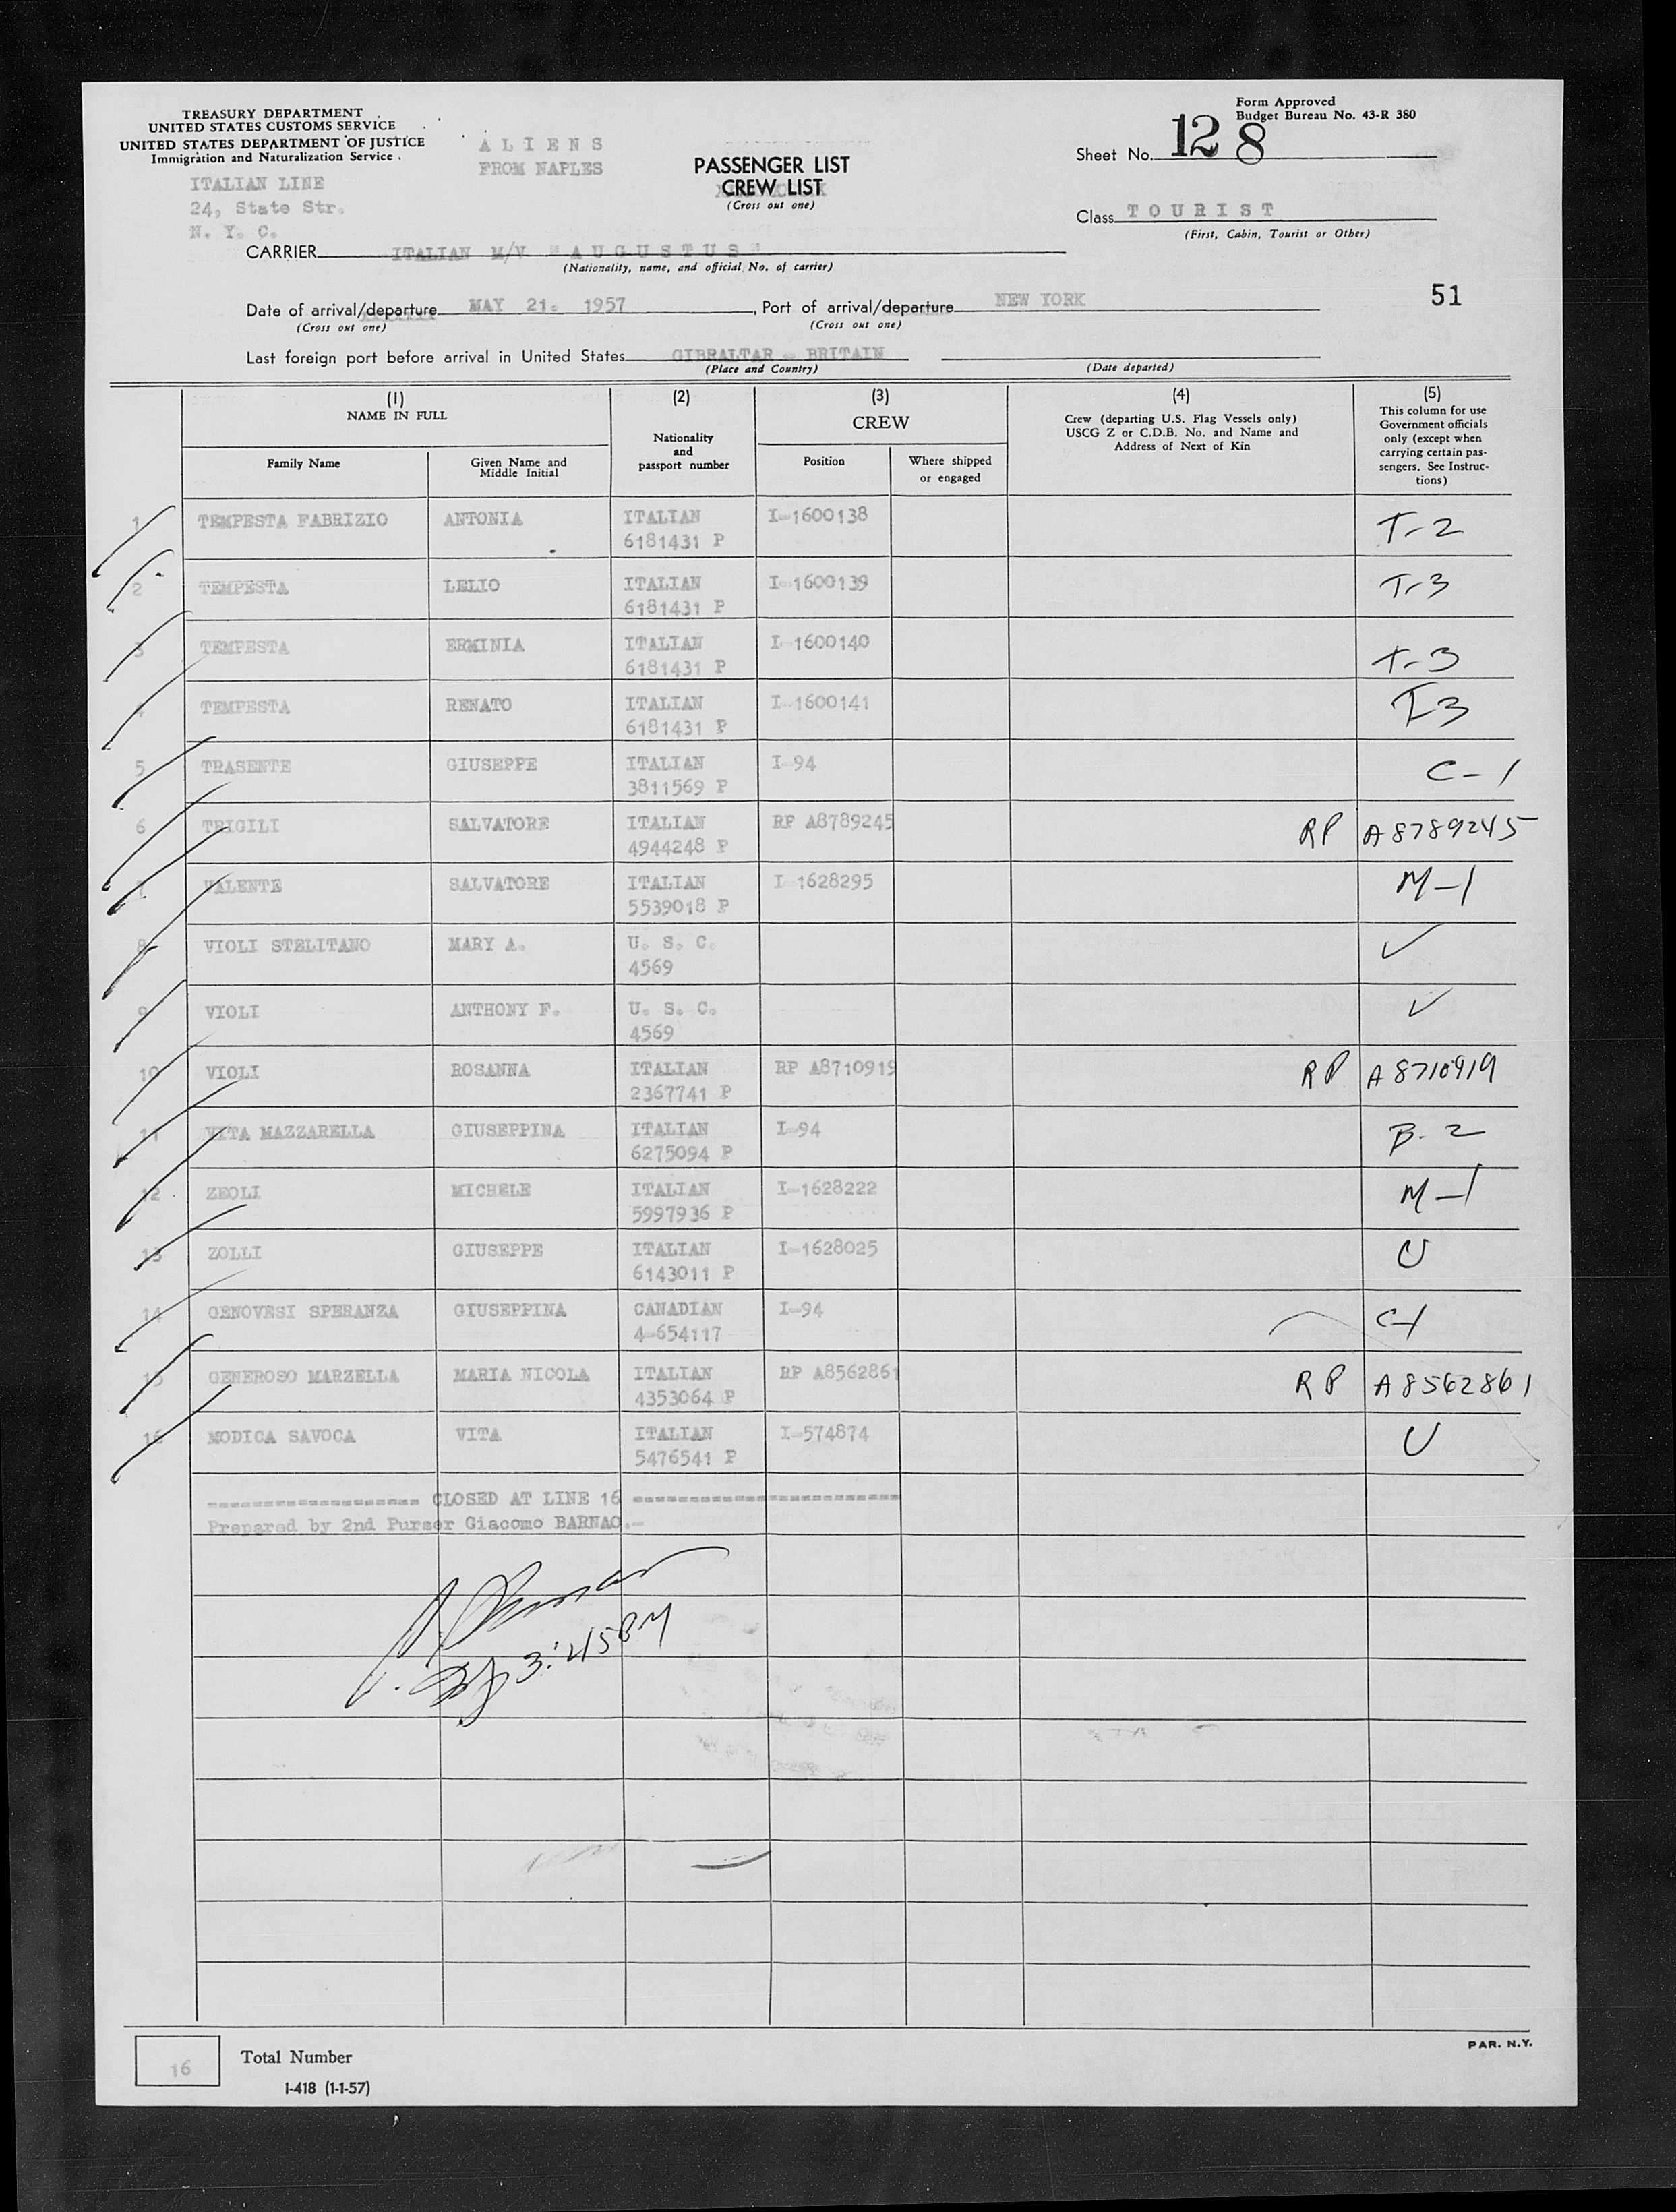 TREASURY DEPARTMENT
UNITED STATES CUSTOMS SERVICE
UNITED STATES DEPARTMENT OF JUSTICE
Immigration and Naturalization Service
ITALIAN LINE
24, State Str.
N. Y. C.
A L I E N S
FROM NAPLES
PASSENGER LIST
CREW LIST
(Cross out one)
Form Approved
Budget Bureau No. 43-R 380
Sheet No. 128
Class TOURIST
(First, Cabin, Tourist or Other)
CARRIER ITALIAN M/V "AUGUSTUS"
(Nationality, name, and official No. of carrier)
Date of arrival/departure MAY 21. 1957, Port of arrival/departure NEW YORK
(Cross out one) (Cross out one)
51
Last foreign port before arrival in United States GIBRALTAR - BRITAIN
(Place and Country) (Date departed)
(1) NAME IN FULL
Family Name
Given Name and Middle Initial
(2) Nationality and passport number
(3) CREW
Position
Where shipped or engaged
(4) Crew (departing U.S. Flag Vessels only) USCG Z or C.D.B. No. and Name and Address of Next of Kin
(5) This column for use Government officials only (except when carrying certain passengers. See Instructions)
1 TEMPESTA FABRIZIO ANTONIA ITALIAN I-1600138 T-2
6181431 P
2 TEMPESTA LELIO ITALIAN I-1600139 T-3
6181431 P
3 TEMPESTA ERMINIA ITALIAN I-1600140 T-3
6181431 P
4 TEMPESTA RENATO ITALIAN I-1600141 T3
6181431 P
5 TRASENTE GIUSEPPE ITALIAN I-94 C-1
3811569 P
6 TRIGILI SALVATORE ITALIAN RP A8789245 RP A8789245
4944248 P
7 VALENTE SALVATORE ITALIAN I-1628295 M-1
5539018 P
8 VIOLI STELITANO MARY A. U. S. C. ✓
4569
9 VIOLI ANTHONY F. U. S. C. ✓
4569
10 VIOLI ROSANNA ITALIAN RP A8710919 RP A8710919
2367741 P
11 VITA MAZZARELLA GIUSEPPINA ITALIAN I-94 B-2
6275094 P
12 ZEOLI MICHELE ITALIAN I-1628222 M-1
5997936 P
13 ZOLLI GIUSEPPE ITALIAN I-1628025 U
6143011 P
14 GENOVESI SPERANZA GIUSEPPINA CANADIAN I-94 C-1
4-654117
15 GENEROSO MARZELLA MARIA NICOLA ITALIAN RP A8562861 RP A8562861
4353064 P
16 MODICA SAVOCA VITA ITALIAN I-574874 U
5476541 P
------------------- CLOSED AT LINE 16 ------------------------
Prepared by 2nd Purser Giacomo BARNAO.-
3:45 PM
16 Total Number
I-418 (1-1-57)
PAR. N.Y.